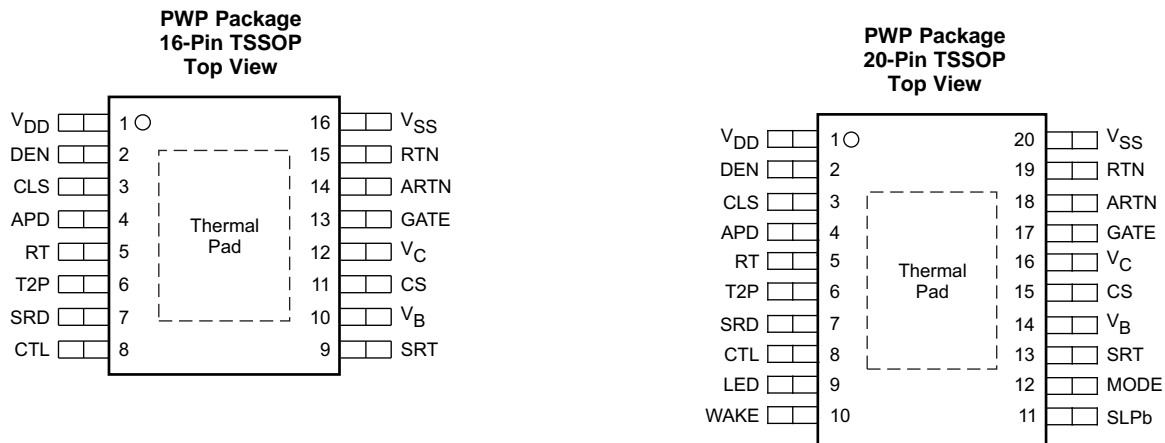 PWP Package
16-Pin TSSOP
Top View
VDD 1 16 VSS
DEN 2 15 RTN
CLS 3 14 ARTN
APD 4 13 GATE
RT 5 12 VC
T2P 6 11 CS
SRD 7 10 VB
CTL 8 9 SRT
Thermal
Pad
PWP Package
20-Pin TSSOP
Top View
VDD 1 20 VSS
DEN 2 19 RTN
CLS 3 18 ARTN
APD 4 17 GATE
RT 5 16 VC
T2P 6 15 CS
SRD 7 14 VB
CTL 8 13 SRT
LED 9 12 MODE
WAKE 10 11 SLPb
Thermal
Pad